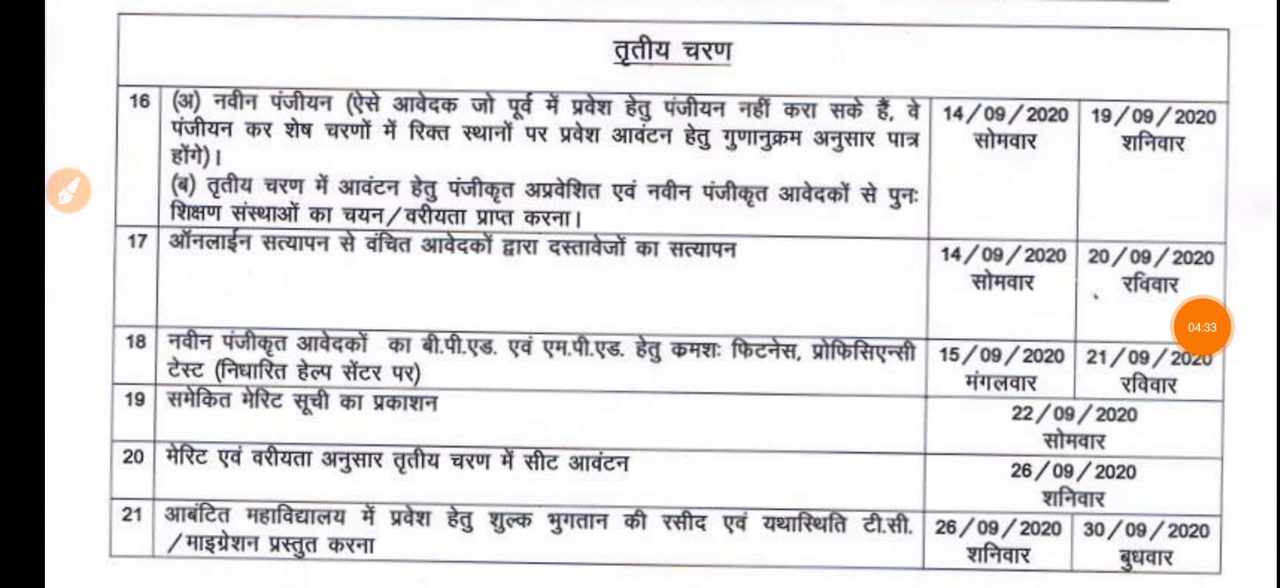 तृतीय चरण
16 (अ) नवीन पंजीयन (ऐसे आवेदक जो पूर्व में प्रवेश हेतु पंजीयन नहीं करा सके हैं, वे 14/09/2020 19/09/2020
पंजीयन कर शेष चरणों में रिक्त स्थानों पर प्रवेश आवंटन हेतु गुणानुक्रम अनुसार पात्र सोमवार शनिवार
होंगे)।
(ब) तृतीय चरण में आवंटन हेतु पंजीकृत अप्रवेशित एवं नवीन पंजीकृत आवेदकों से पुनः
शिक्षण संस्थाओं का चयन/वरीयता प्राप्त करना।
17 ऑनलाईन सत्यापन से वंचित आवेदकों द्वारा दस्तावेजों का सत्यापन 14/09/2020 20/09/2020
सोमवार रविवार
04:33
18 नवीन पंजीकृत आवेदकों का बी.पी.एड. एवं एम.पी.एड. हेतु कमशः फिटनेस, प्रोफिसिएन्सी 15/09/2020 21/09/2020
टेस्ट (निधारित हेल्प सेंटर पर) मंगलवार रविवार
19 समेकित मेरिट सूची का प्रकाशन 22/09/2020
सोमवार
20 मेरिट एवं वरीयता अनुसार तृतीय चरण में सीट आवंटन 26/09/2020
शनिवार
21 आबंटित महाविद्यालय में प्रवेश हेतु शुल्क भुगतान की रसीद एवं यथास्थिति टी.सी. 26/09/2020 30/09/2020
/माइग्रेशन प्रस्तुत करना शनिवार बुधवार